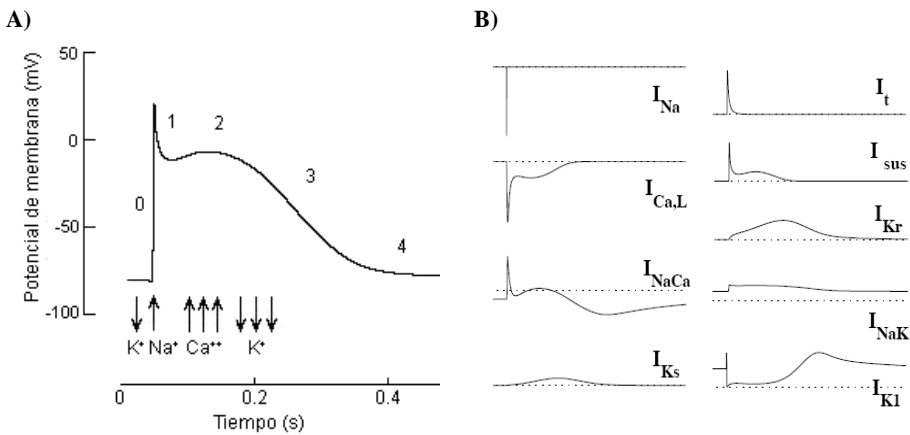 A)
50
0
-50
-100
Potencial de membrana (mV)
0
1
2
3
4
K⁺ Na⁺ Ca⁺⁺ K⁺
0 0.2 0.4
Tiempo (s)
B)
I_Na
I_Ca,L
I_NaCa
I_Ks
I_t
I_sus
I_Kr
I_NaK
I_K1